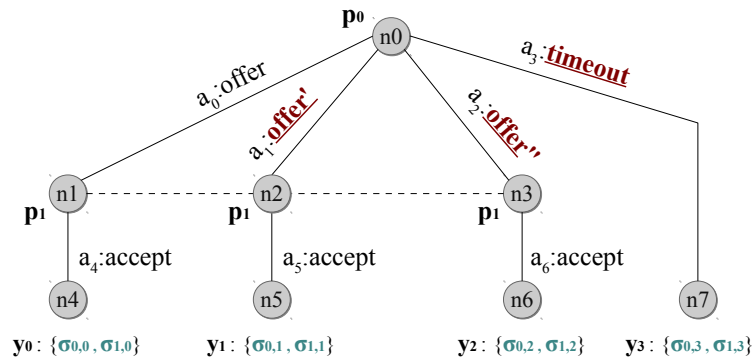 p₀
n0
a₀:offer
a₁:offer'
a₂:offer''
a₃:timeout
n1
n2
n3
p₁
p₁
p₁
a₄:accept
a₅:accept
a₆:accept
n4
n5
n6
n7
y₀ : {σ₀,₀ , σ₁,₀}
y₁ : {σ₀,₁ , σ₁,₁}
y₂ : {σ₀,₂ , σ₁,₂}
y₃ : {σ₀,₃ , σ₁,₃}